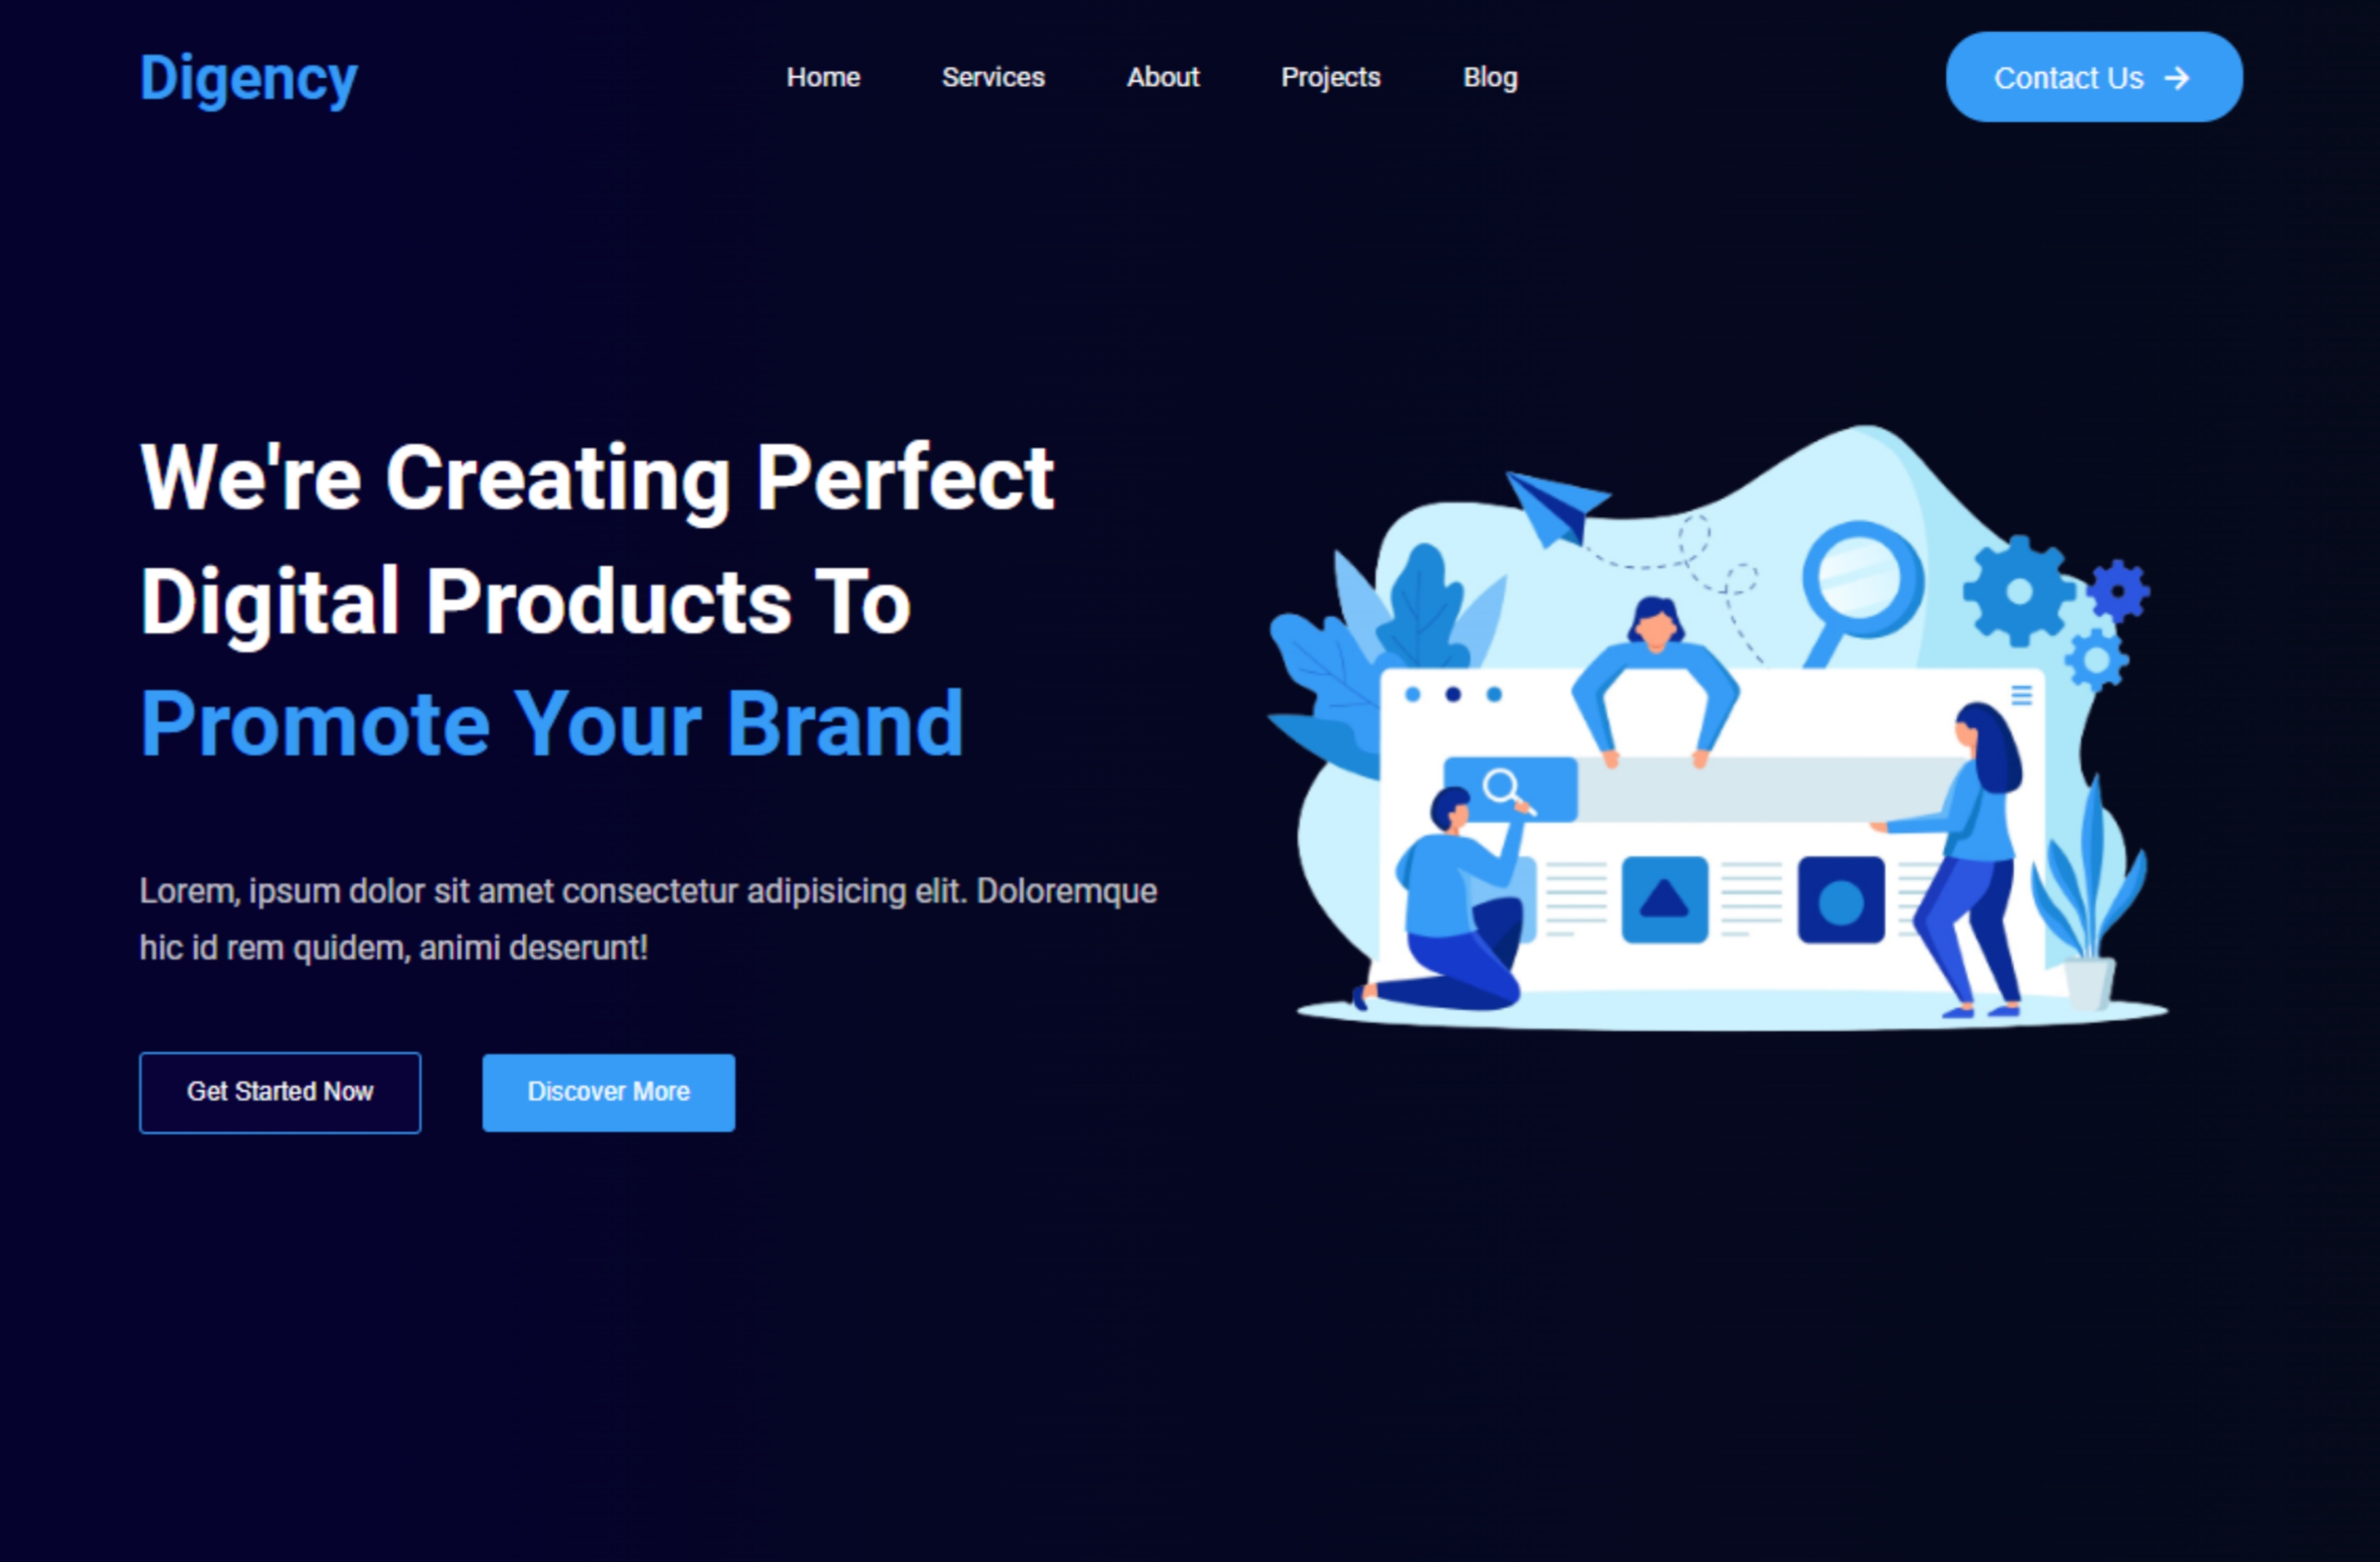 Digency
Home
Services
About
Projects
Blog
Contact Us
We're Creating Perfect
Digital Products To
Promote Your Brand
Lorem, ipsum dolor sit amet consectetur adipisicing elit. Doloremque
hic id rem quidem, animi deserunt!
Get Started Now
Discover More